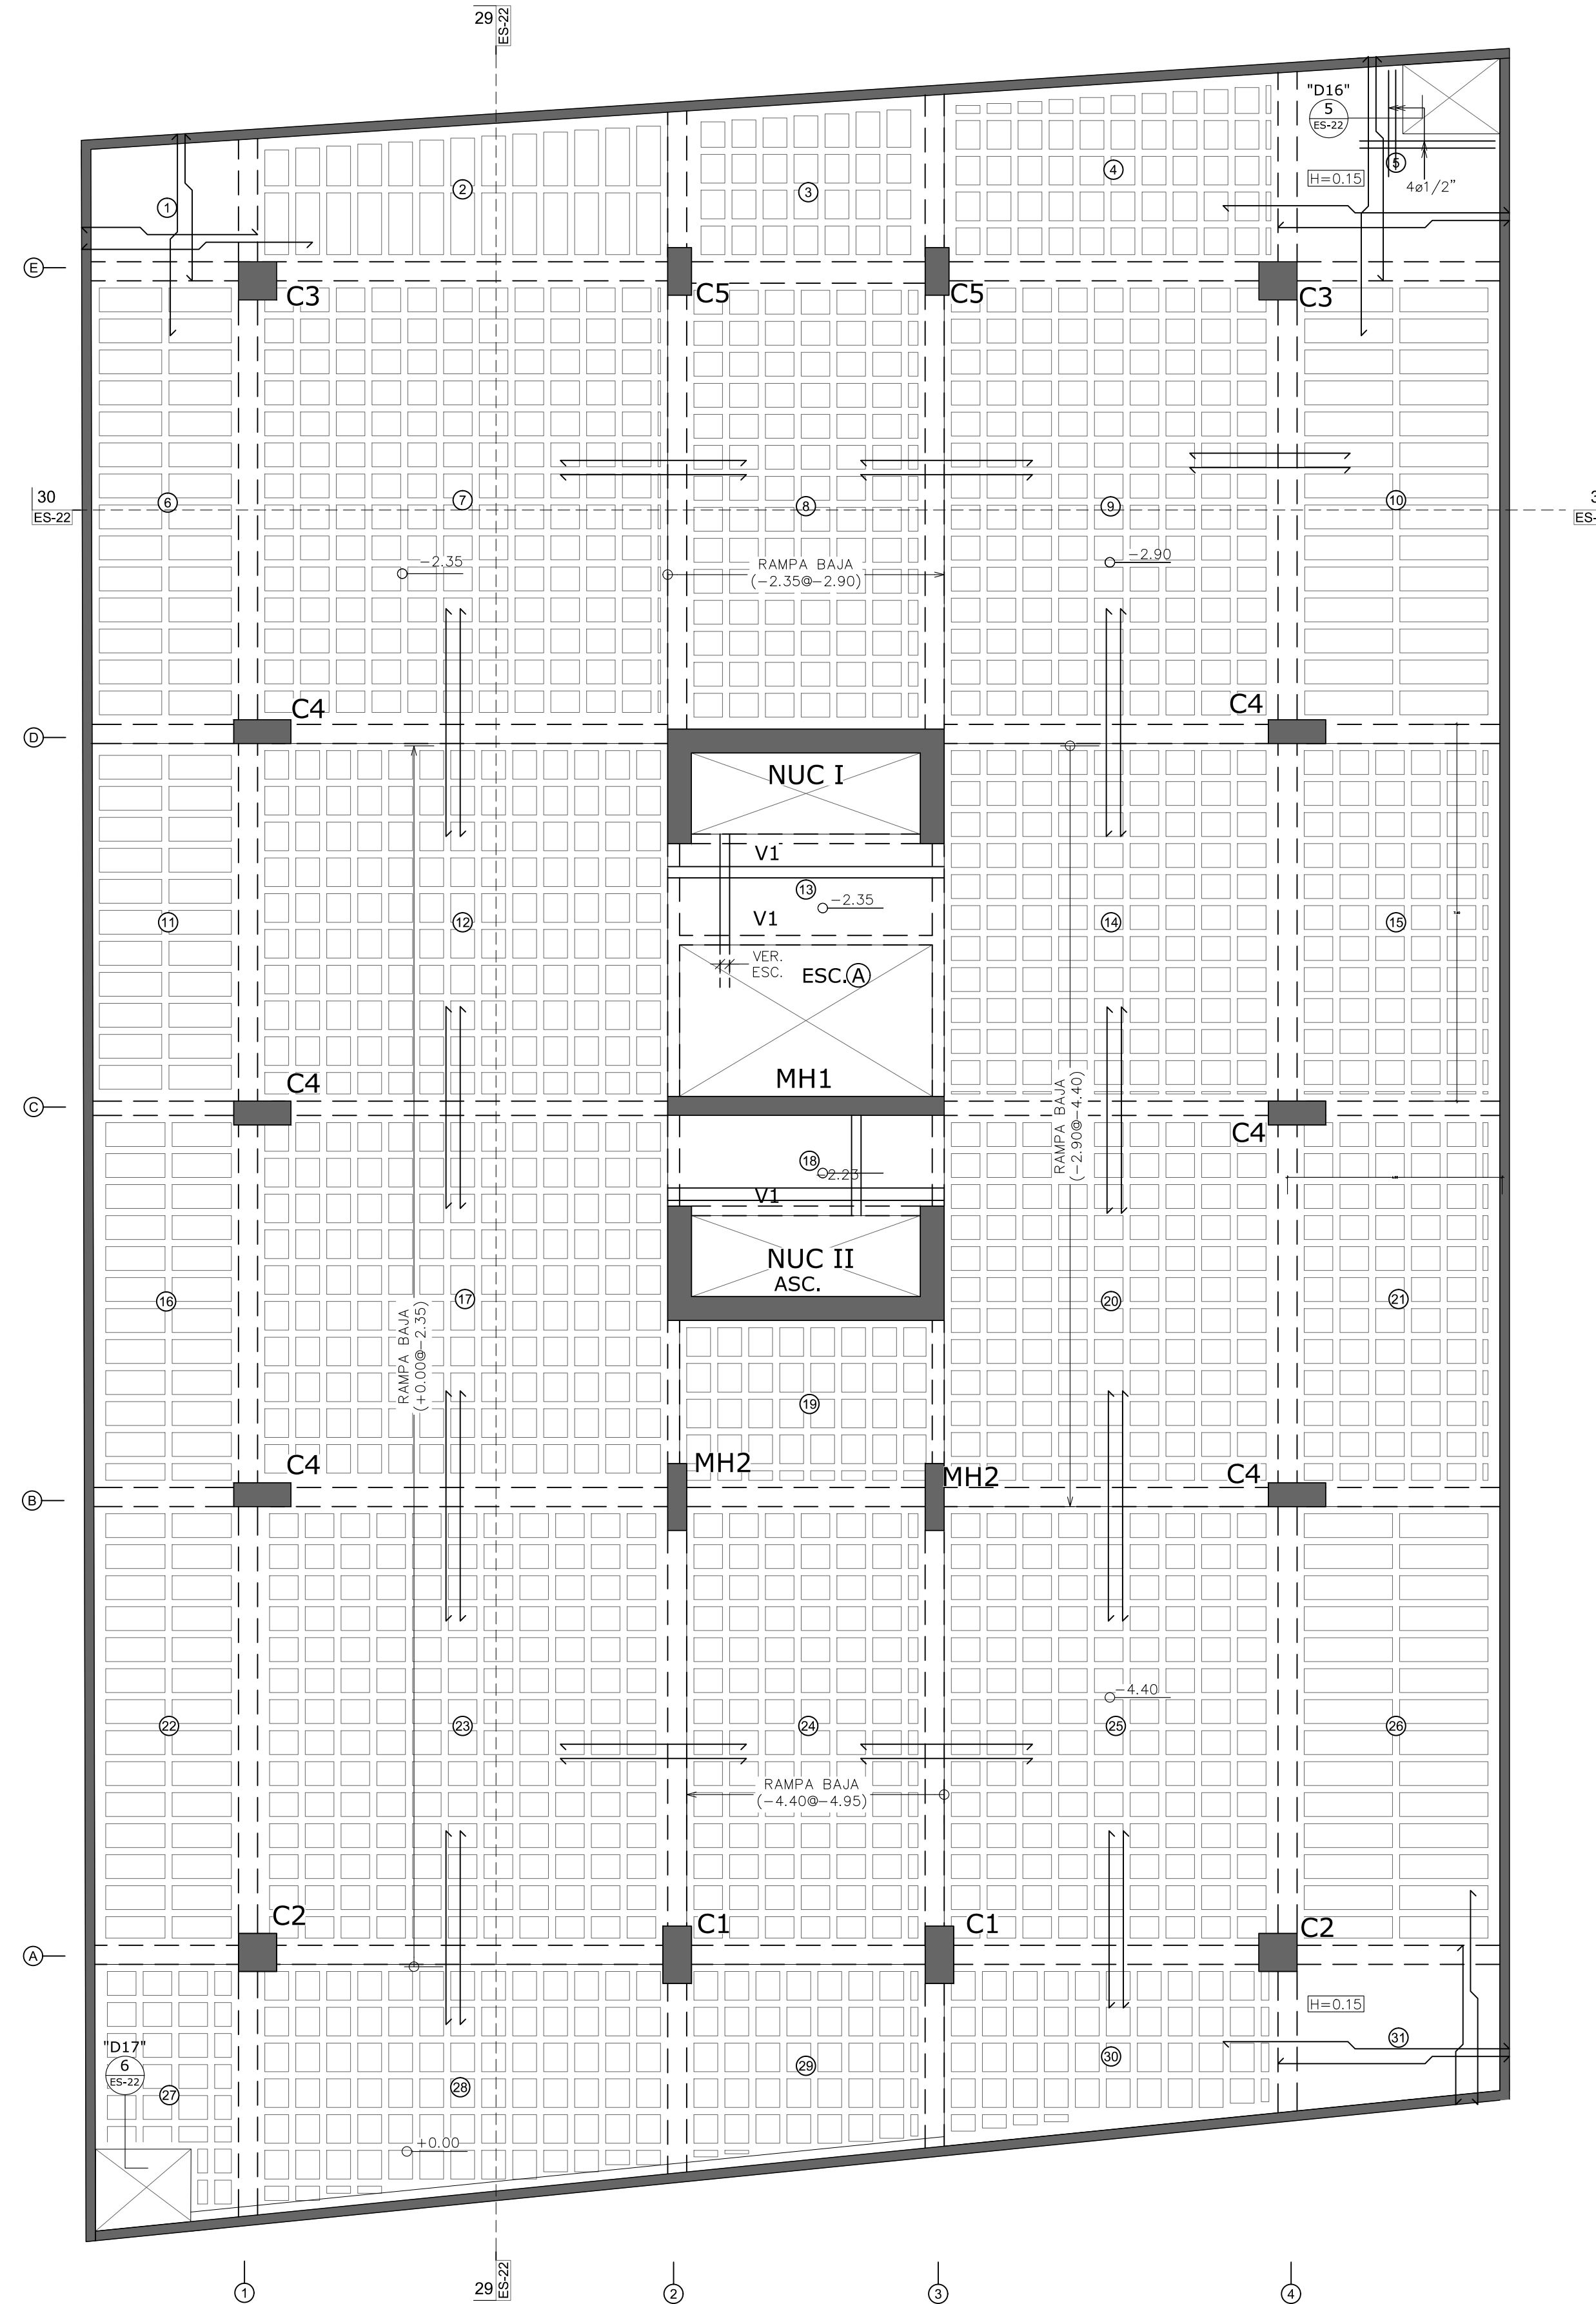 29
ES-22
"D16"
5
ES-22
1
2
3
4
5
H=0.15
4ø1/2"
E
C3
C5
C5
C3
30
ES-22
6
7
8
9
10
3
ES-
−2.35
−2.90
RAMPA BAJA
(−2.35@−2.90)
C4
C4
D
NUC I
V1
13
−2.35
11
12
V1
14
15
VER.
ESC.
ESC. A
MH1
C4
C
C4
RAMPA BAJA
(−2.90@−4.40)
18
−2.23
V1
NUC II
ASC.
16
17
20
21
RAMPA BAJA
(+0.00@−2.35)
19
C4
MH2
MH2
C4
B
−4.40
22
23
24
25
26
RAMPA BAJA
(−4.40@−4.95)
C2
C1
C1
C2
A
H=0.15
"D17"
6
ES-22
27
28
29
30
31
+0.00
29
ES-22
1
2
3
4